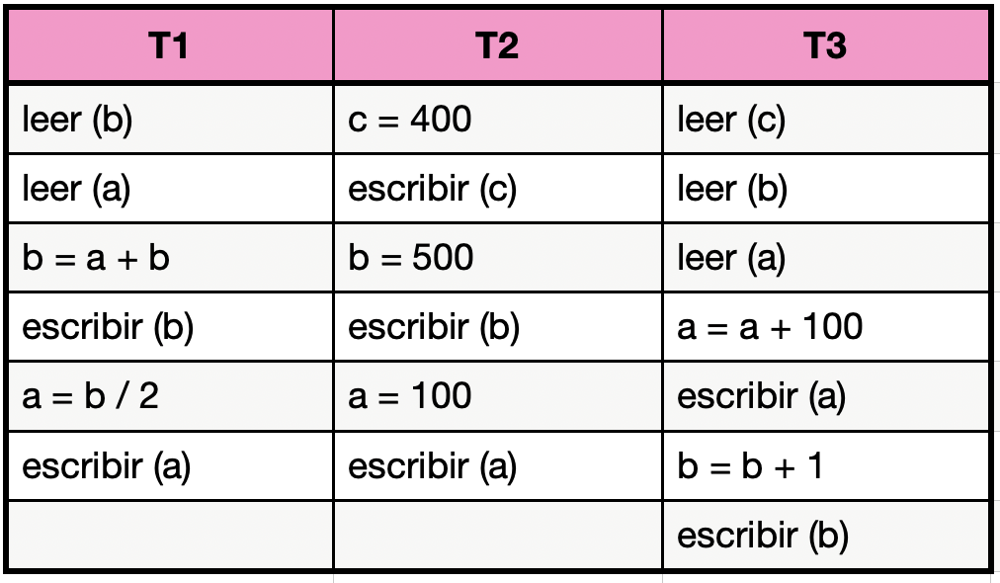 T1 T2 T3
leer (b) c = 400 leer (c)
leer (a) escribir (c) leer (b)
b = a + b b = 500 leer (a)
escribir (b) escribir (b) a = a + 100
a = b / 2 a = 100 escribir (a)
escribir (a) escribir (a) b = b + 1
escribir (b)